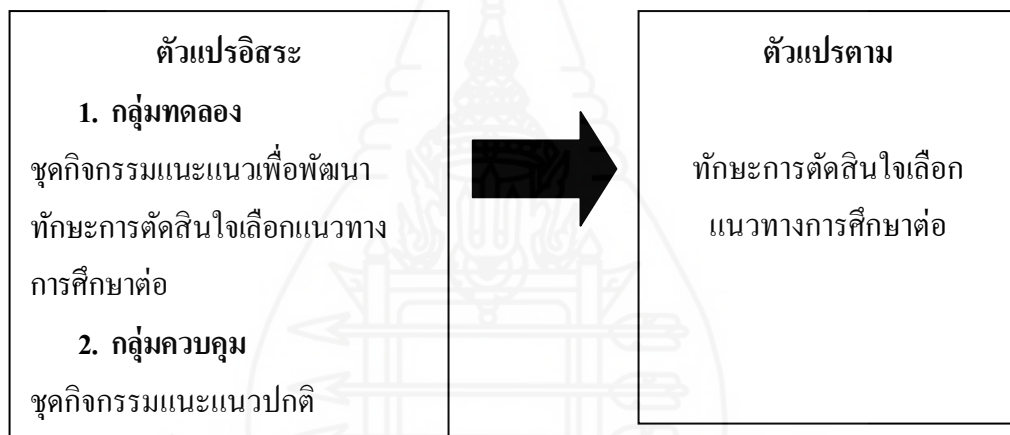 ตัวแปรอิสระ
1. กลุ่มทดลอง
ชุดกิจกรรมแนะแนวเพื่อพัฒนา
ทักษะการตัดสินใจเลือกแนวทาง
การศึกษาต่อ
2. กลุ่มควบคุม
ชุดกิจกรรมแนะแนวปกติ
ตัวแปรตาม
ทักษะการตัดสินใจเลือก
แนวทางการศึกษาต่อ